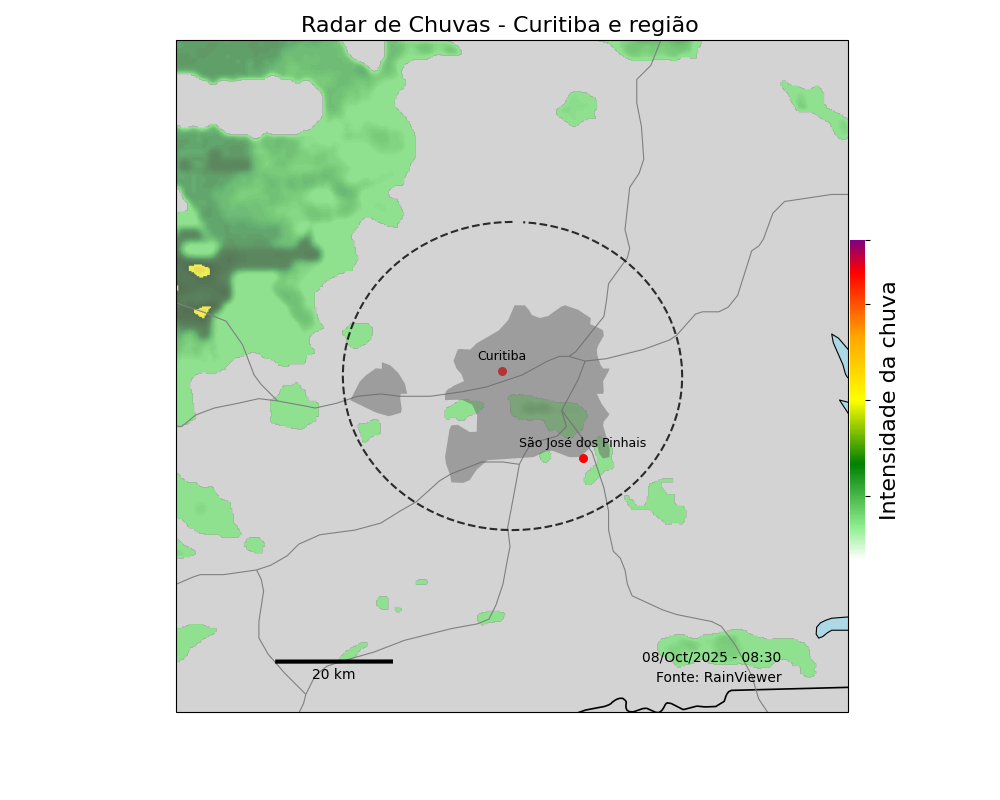 Radar de Chuvas - Curitiba e região
Curitiba
São José dos Pinhais
Intensidade da chuva
08/Oct/2025 - 08:30
Fonte: RainViewer
20 km